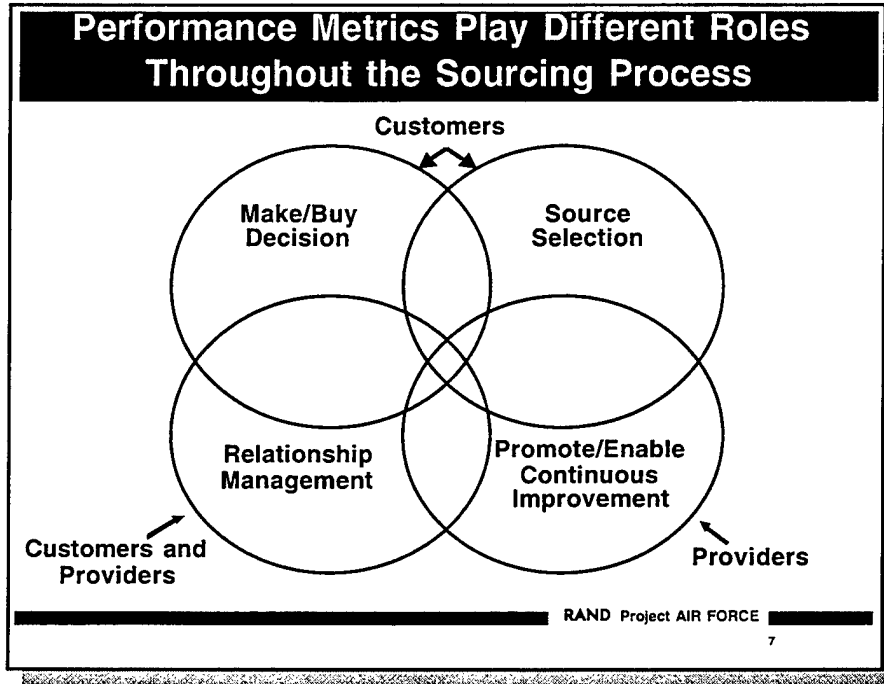 Performance Metrics Play Different Roles
Throughout the Sourcing Process
Customers
Make/Buy
Decision
Source
Selection
Relationship
Management
Promote/Enable
Continuous
Improvement
Customers and
Providers
Providers
RAND Project AIR FORCE
7